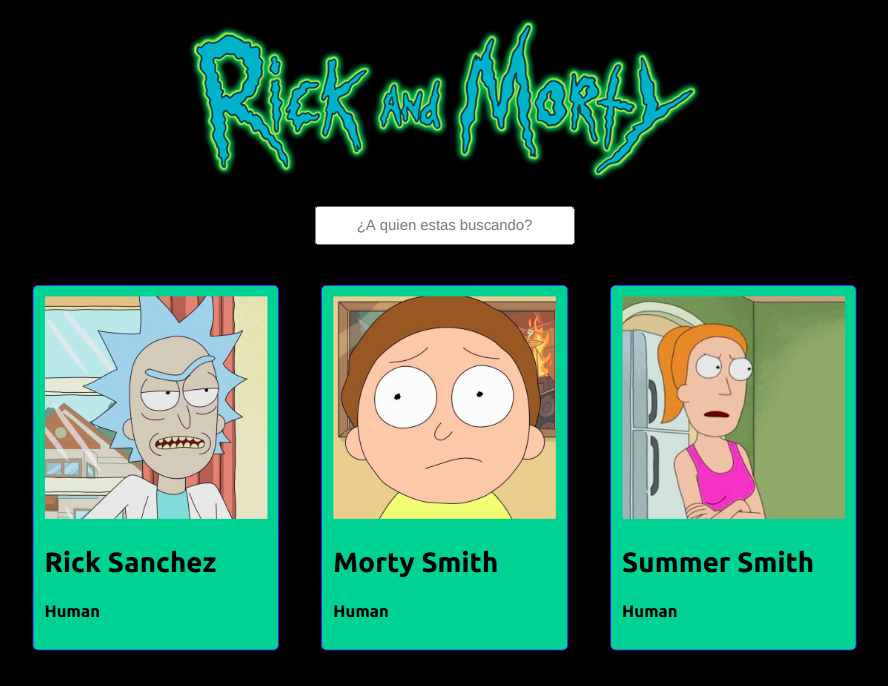 Rick and Morty
¿A quien estas buscando?
Rick Sanchez
Morty Smith
Summer Smith
Human
Human
Human